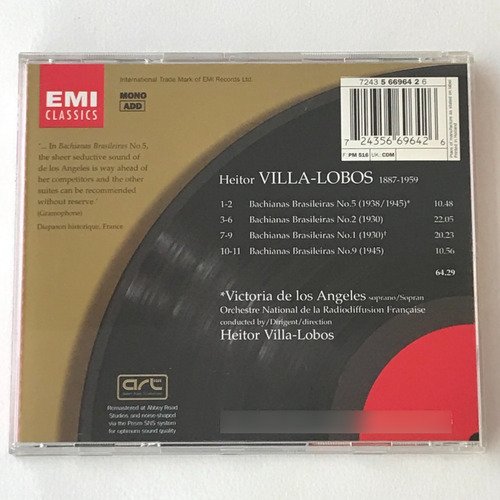 EMI
CLASSICS
International Trade Mark of EMI Records Ltd.
MONO
ADD
7243 5 66964 2 6
7 24356 69642 6
F: PM 516 UK: CDM
"... In Bachianas Brasileiras No.5,
the sheer seductive sound of
de los Angeles is way ahead of
her competitors and the other
suites can be recommended
without reserve."
(Gramophone)
Diapason historique, France
Heitor VILLA-LOBOS 1887-1959
1-2 Bachianas Brasileiras No.5 (1938/1945)* 10.48
3-6 Bachianas Brasileiras No.2 (1930) 22.05
7-9 Bachianas Brasileiras No.1 (1930)† 20.23
10-11 Bachianas Brasileiras No.9 (1945) 10.56
64.29
*Victoria de los Angeles soprano/Sopran
Orchestre National de la Radiodiffusion Française
conducted by/Dirigent/direction
Heitor Villa-Lobos
art
Remastered at Abbey Road
Studios and noise-shaped
via the Prism SNS system
for optimum sound quality